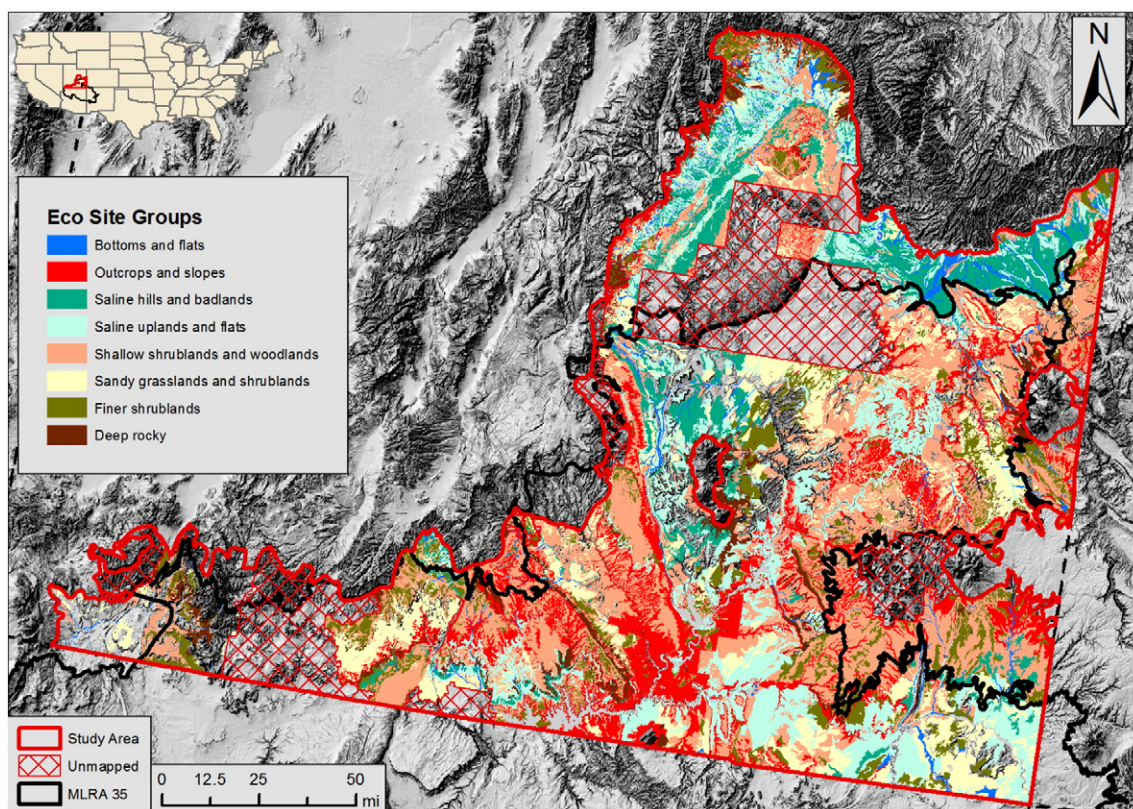 N
Eco Site Groups
Bottoms and flats
Outcrops and slopes
Saline hills and badlands
Saline uplands and flats
Shallow shrublands and woodlands
Sandy grasslands and shrublands
Finer shrublands
Deep rocky
Study Area
Unmapped
MLRA 35
0 12.5 25 50
mi